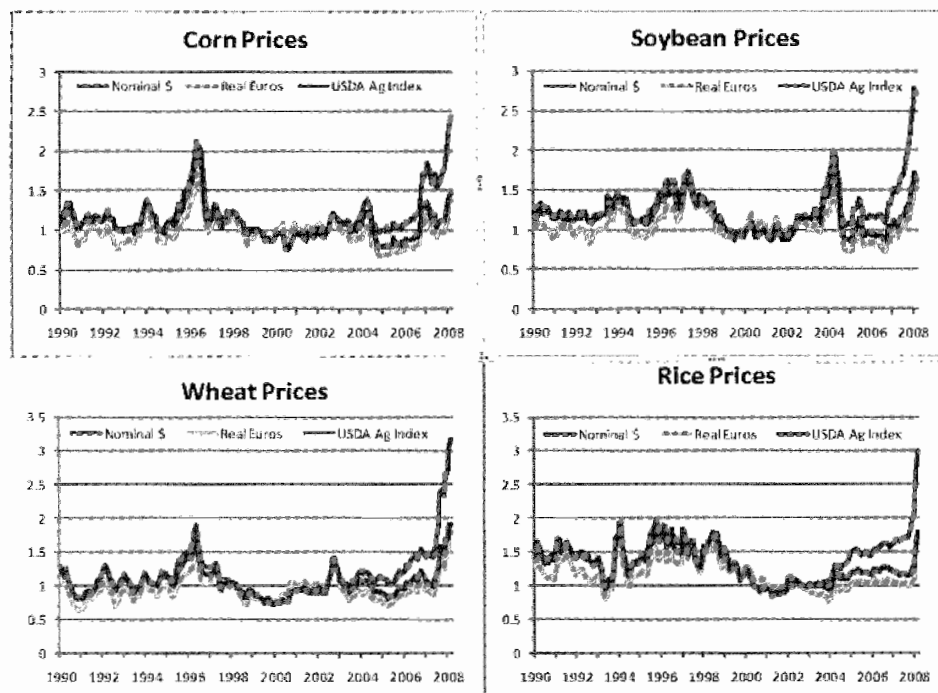 Corn Prices
Nominal $ Real Euros USDA Ag Index
3
2.5
2
1.5
1
0.5
0
1990 1992 1994 1996 1998 2000 2002 2004 2006 2008
Soybean Prices
Nominal $ Real Euros USDA Ag Index
3
2.5
2
1.5
1
0.5
0
1990 1992 1994 1996 1998 2000 2002 2004 2006 2008
Wheat Prices
3.5
Nominal $ Real Euros USDA Ag Index
3
2.5
2
1.5
1
0.5
0
1990 1992 1994 1996 1998 2000 2002 2004 2006 2008
Rice Prices
3.5
Nominal $ Real Euros USDA Ag Index
3
2.5
2
1.5
1
0.5
0
1990 1992 1994 1996 1998 2000 2002 2004 2006 2008